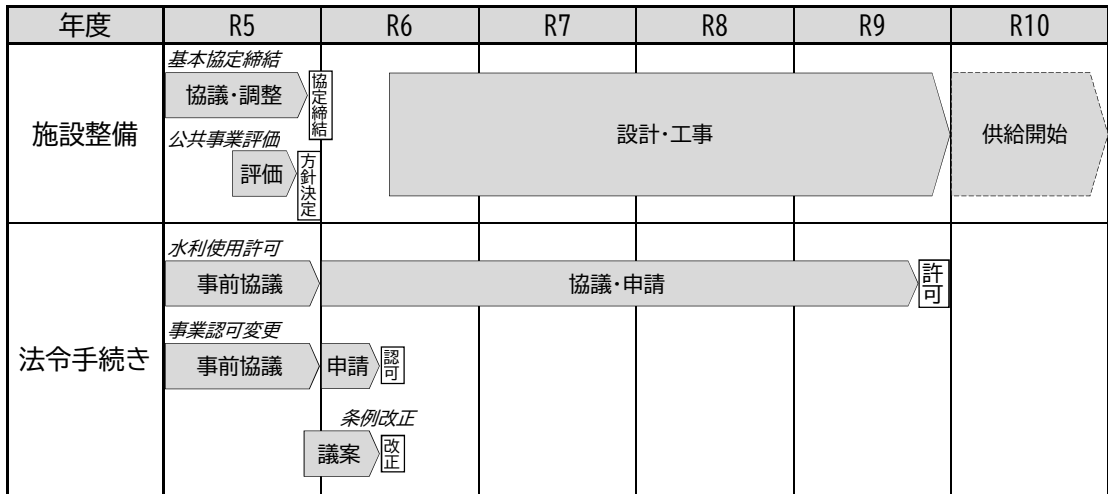 年度 R5 R6 R7 R8 R9 R10
施設整備
基本協定締結
協議・調整
協定締結
公共事業評価
評価
方針決定
設計・工事
供給開始
法令手続き
水利使用許可
事前協議
協議・申請
許可
事業認可変更
事前協議
申請
認可
条例改正
議案
改正